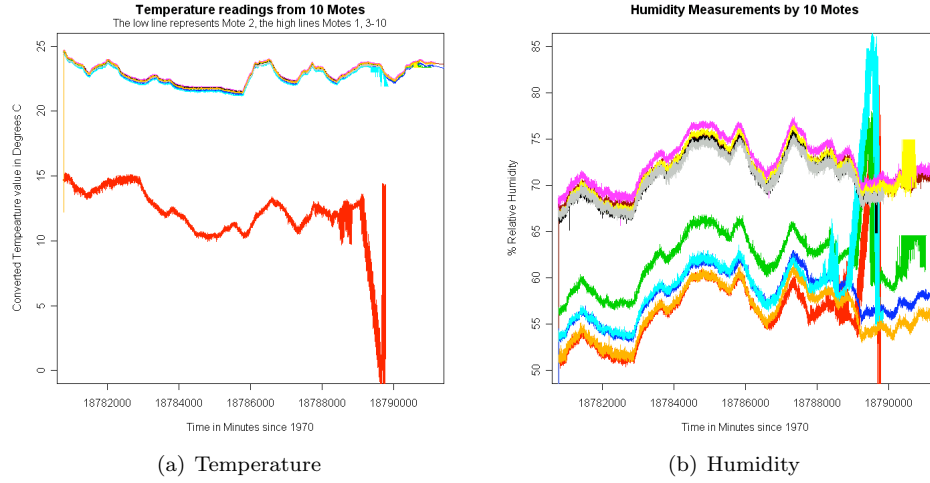 Temperature readings from 10 Motes
The low line represents Mote 2, the high lines Motes 1, 3-10
Converted Tempearture value in Degrees C
25
20
15
10
5
0
18782000 18784000 18786000 18788000 18790000
Time in Minutes since 1970
(a) Temperature
Humidity Measurements by 10 Motes
% Relative Humidity
85
80
75
70
65
60
55
50
18782000 18784000 18786000 18788000 18790000
Time in Minutes since 1970
(b) Humidity